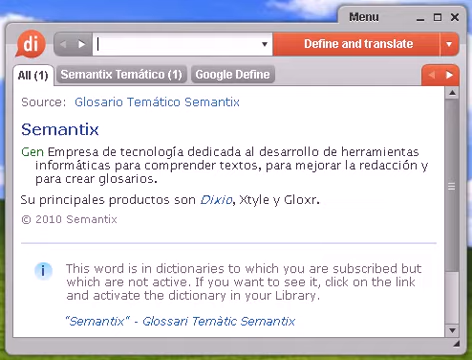 Menu
di
Define and translate
All (1)
Semantix Temático (1)
Google Define
Source: Glosario Temático Semantix
Semantix
Gen Empresa de tecnología dedicada al desarrollo de herramientas
informáticas para comprender textos, para mejorar la redacción y
para crear glosarios.
Su principales productos son Dixio, Xtyle y Gloxr.
© 2010 Semantix
i
This word is in dictionaries to which you are subscribed but
which are not active. If you want to see it, click on the link
and activate the dictionary in your Library.
"Semantix" - Glossari Temàtic Semantix